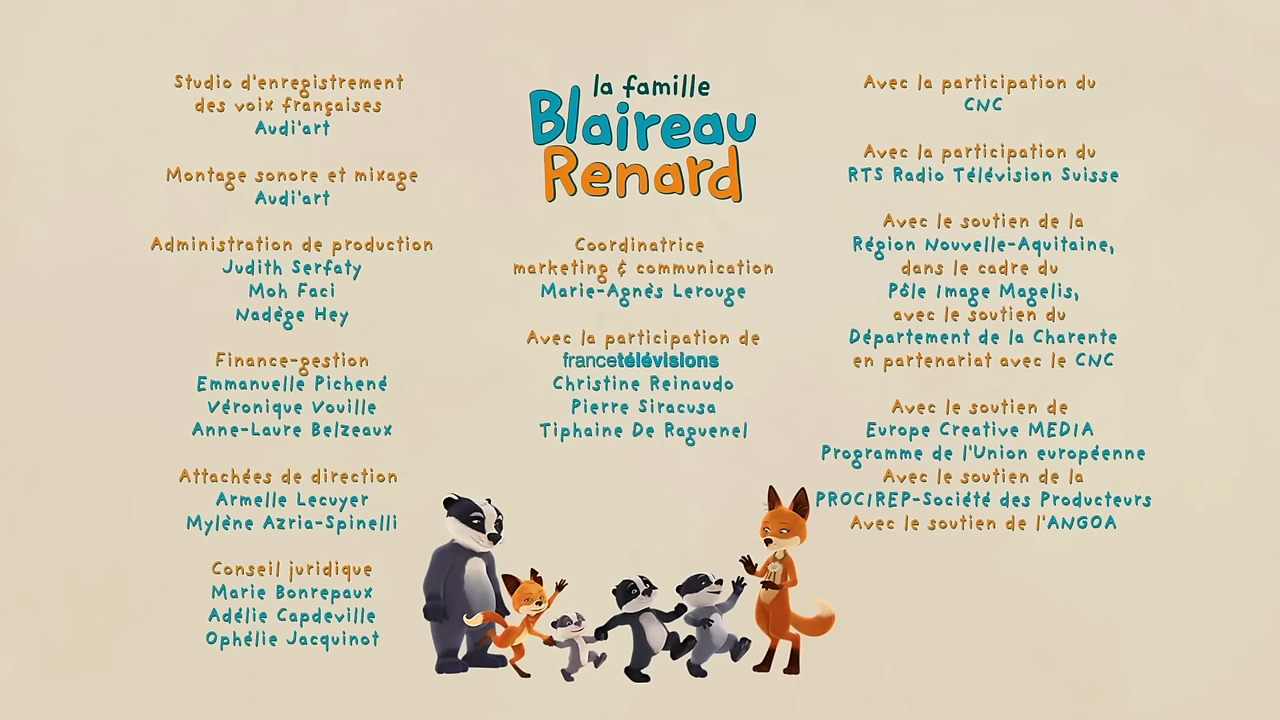 Studio d'enregistrement
des voix françaises
Audi'art
Montage sonore et mixage
Audi'art
Administration de production
Judith Serfaty
Moh Faci
Nadège Hey
Finance-gestion
Emmanuelle Pichené
Véronique Vouille
Anne-Laure Belzeaux
Attachées de direction
Armelle Lecuyer
Mylène Azria-Spinelli
Conseil juridique
Marie Bonrepaux
Adélie Capdeville
Ophélie Jacquinot
la famille
Blaireau
Renard
Coordinatrice
marketing & communication
Marie-Agnès Lerouge
Avec la participation de
francetélévisions
Christine Reinaudo
Pierre Siracusa
Tiphaine De Raguenel
Avec la participation du
CNC
Avec la participation du
RTS Radio Télévision Suisse
Avec le soutien de la
Région Nouvelle-Aquitaine,
dans le cadre du
Pôle Image Magelis,
avec le soutien du
Département de la Charente
en partenariat avec le CNC
Avec le soutien de
Europe Creative MEDIA
Programme de l'Union européenne
Avec le soutien de la
PROCIREP-Société des Producteurs
Avec le soutien de l'ANGOA